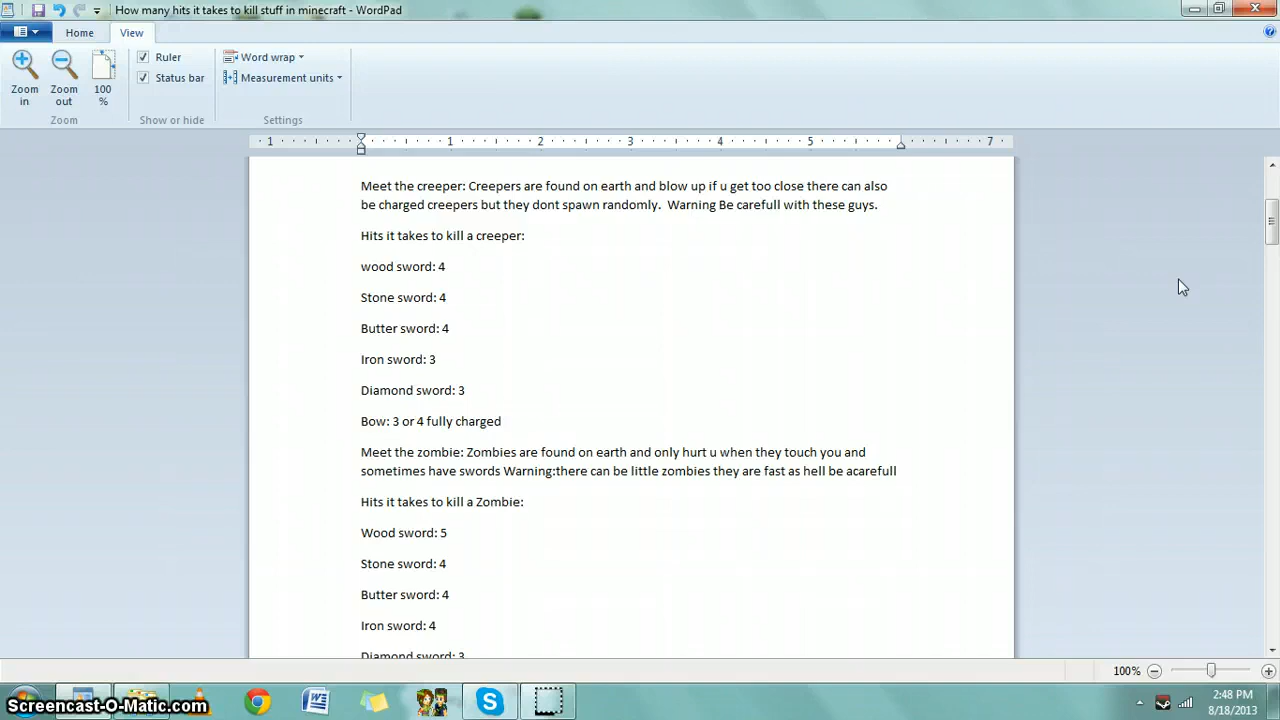 How many hits it takes to kill stuff in minecraft - WordPad
Home
View
Zoom in
Zoom out
100 %
Zoom
Ruler
Status bar
Show or hide
Word wrap
Measurement units
Settings
1 1 2 3 4 5 7
Meet the creeper: Creepers are found on earth and blow up if u get too close there can also
be charged creepers but they dont spawn randomly.  Warning Be carefull with these guys.
Hits it takes to kill a creeper:
wood sword: 4
Stone sword: 4
Butter sword: 4
Iron sword: 3
Diamond sword: 3
Bow: 3 or 4 fully charged
Meet the zombie: Zombies are found on earth and only hurt u when they touch you and
sometimes have swords Warning:there can be little zombies they are fast as hell be acarefull
Hits it takes to kill a Zombie:
Wood sword: 5
Stone sword: 4
Butter sword: 4
Iron sword: 4
Diamond sword: 3
100%
Screencast-O-Matic.com
2:48 PM
8/18/2013